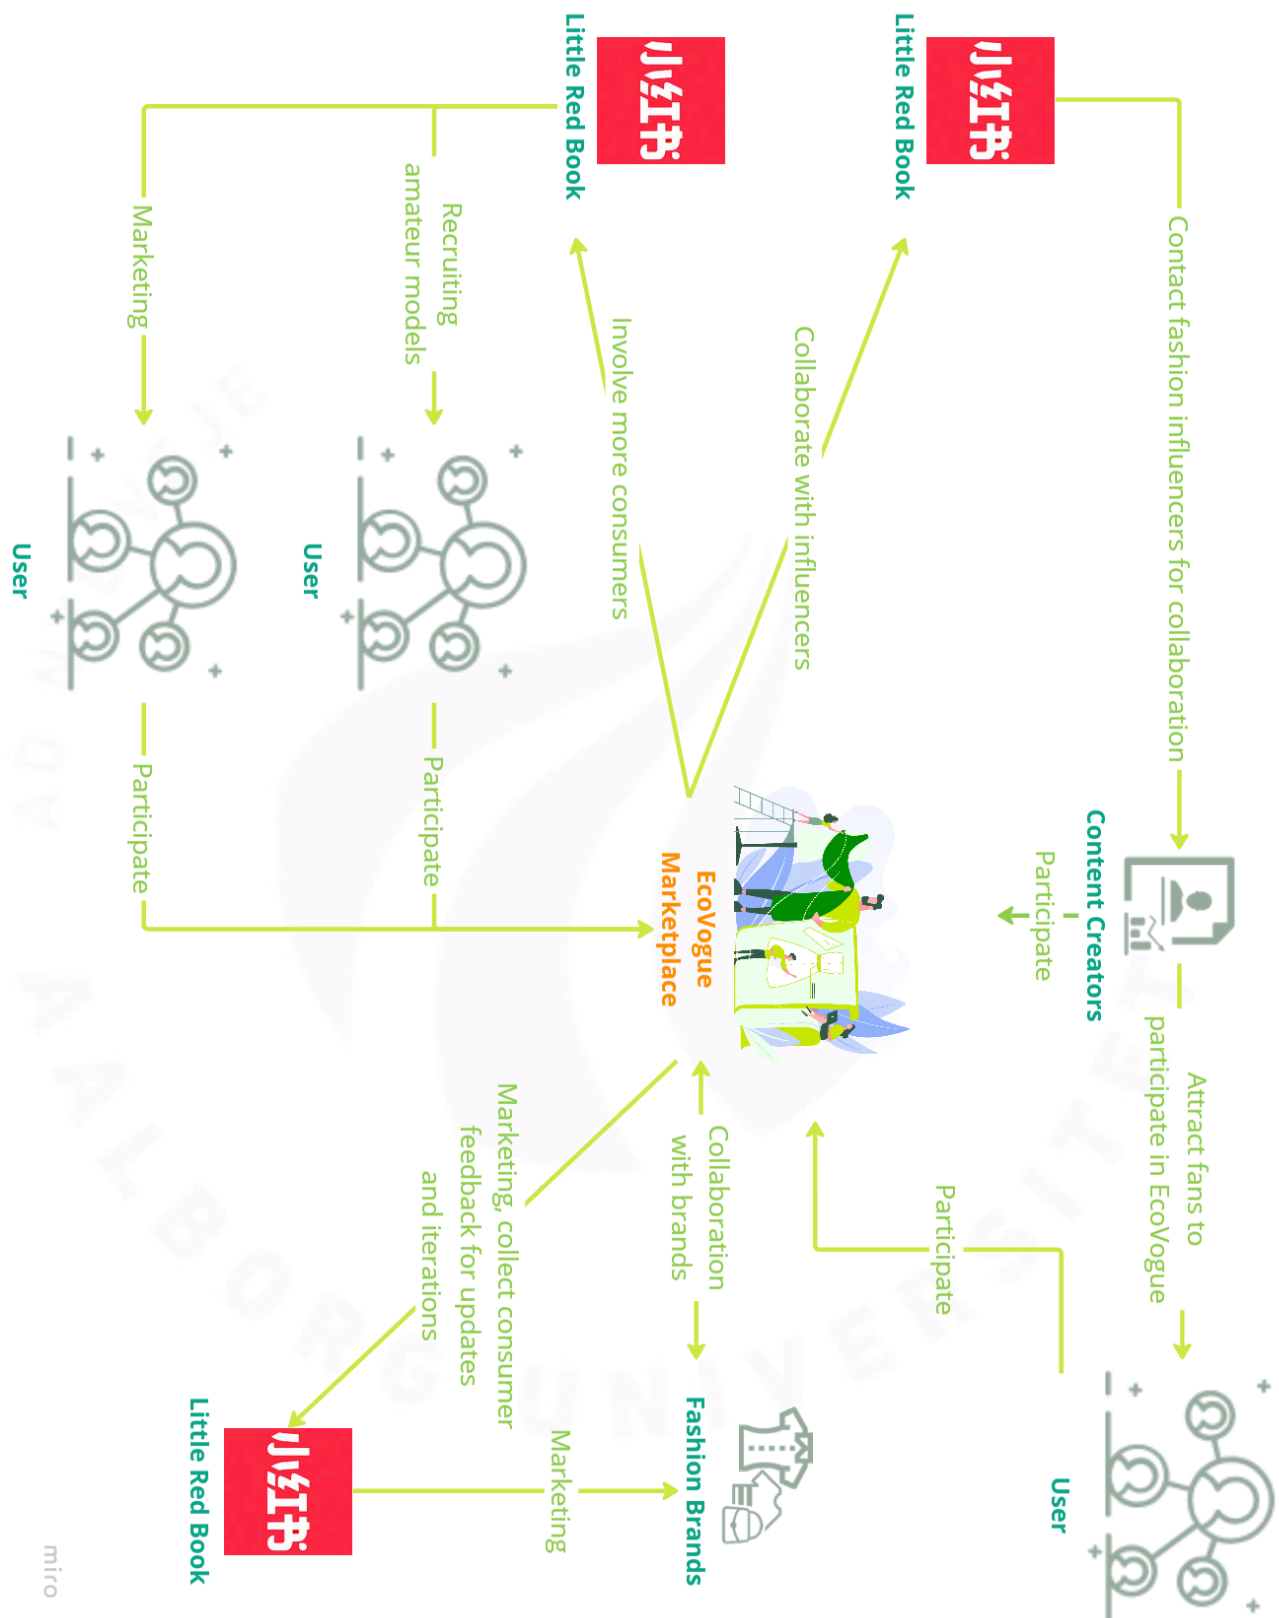 Contact fashion influencers for collaboration
Attract fans to
participate in EcoVogue
Content Creators
User
Participate
小红书
Little Red Book
Participate
Collaborate with influencers
EcoVogue
Marketplace
Collaboration
with brands
Fashion Brands
小红书
Little Red Book
Involve more consumers
Marketing
Recruiting
amateur models
User
Participate
Marketing, collect consumer
feedback for updates
and iterations
小红书
Little Red Book
Marketing
User
Participate
AALBORG UNIVERSITET
miro